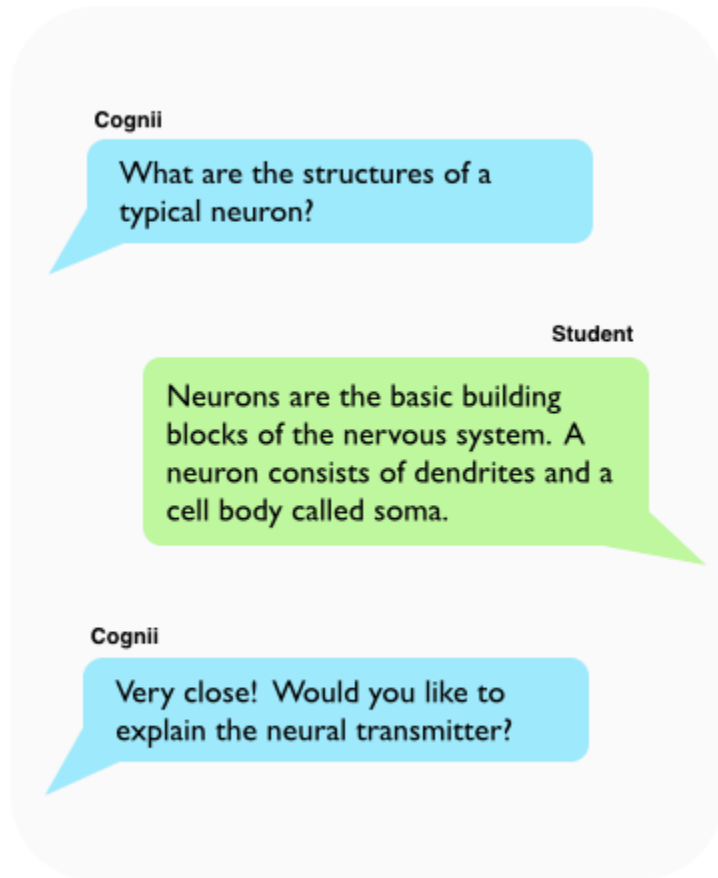 Cognii
What are the structures of a
typical neuron?
Student
Neurons are the basic building
blocks of the nervous system. A
neuron consists of dendrites and a
cell body called soma.
Cognii
Very close! Would you like to
explain the neural transmitter?